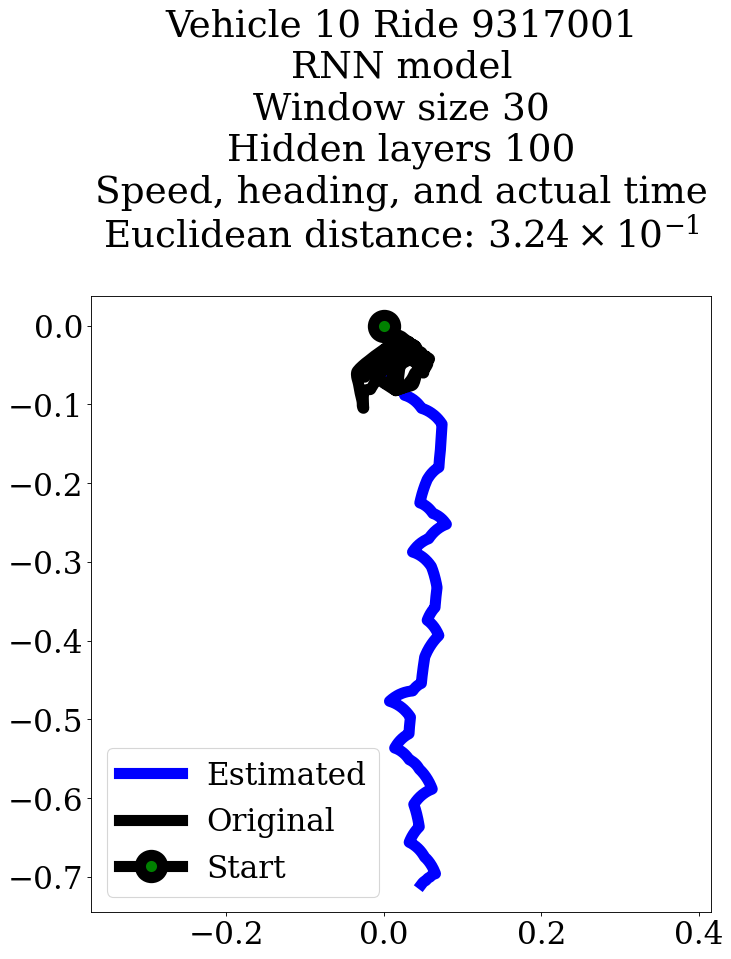 Vehicle 10 Ride 9317001
RNN model
Window size 30
Hidden layers 100
Speed, heading, and actual time
Euclidean distance: 3.24 × 10⁻¹
0.0
−0.1
−0.2
−0.3
−0.4
−0.5
−0.6
−0.7
Estimated
Original
Start
−0.2 0.0 0.2 0.4